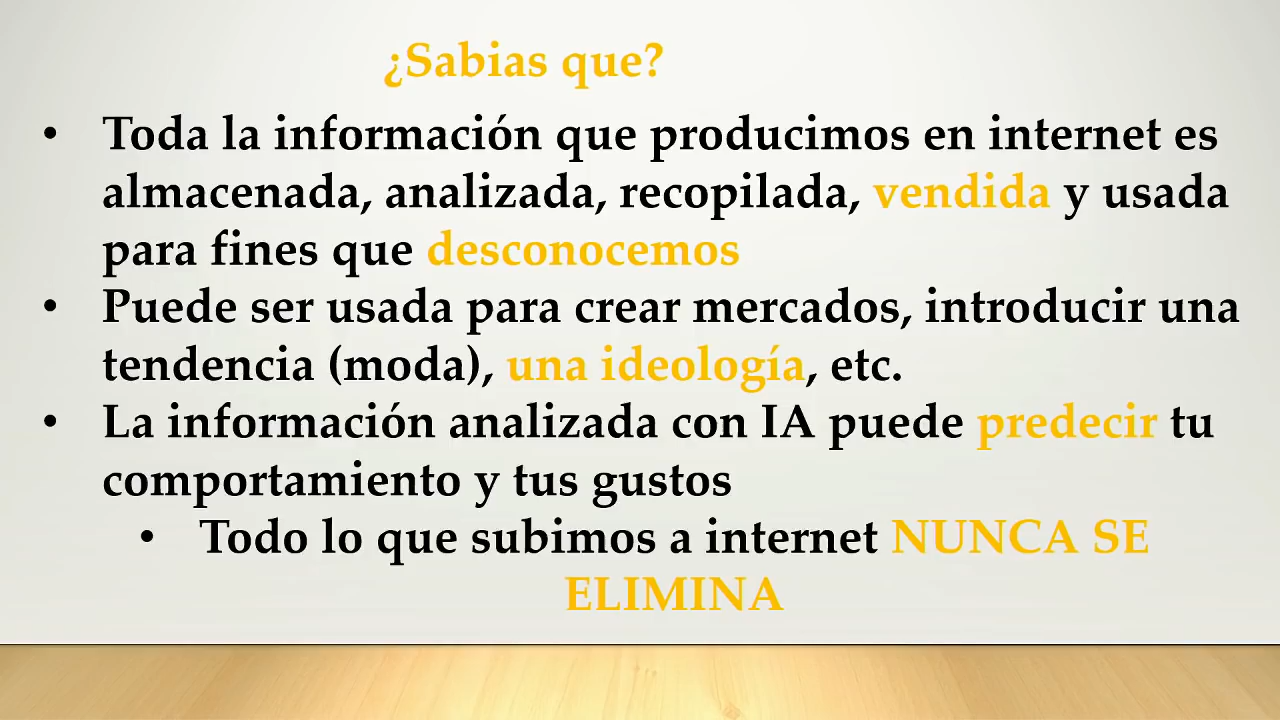 ¿Sabias que?
• Toda la información que producimos en internet es
almacenada, analizada, recopilada, vendida y usada
para fines que desconocemos
• Puede ser usada para crear mercados, introducir una
tendencia (moda), una ideología, etc.
• La información analizada con IA puede predecir tu
comportamiento y tus gustos
• Todo lo que subimos a internet NUNCA SE
ELIMINA